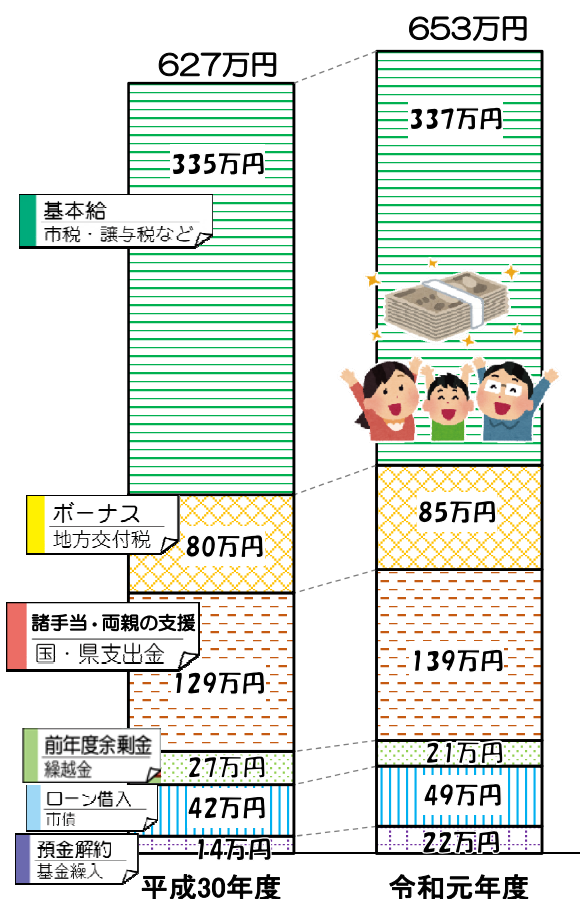 627万円
653万円
335万円
337万円
基本給
市税・譲与税など
ボーナス
地方交付税
80万円
85万円
諸手当・両親の支援
国・県支出金
129万円
139万円
前年度余剰金
繰越金
27万円
21万円
ローン借入
市債
42万円
49万円
預金解約
基金繰入
14万円
22万円
平成30年度
令和元年度